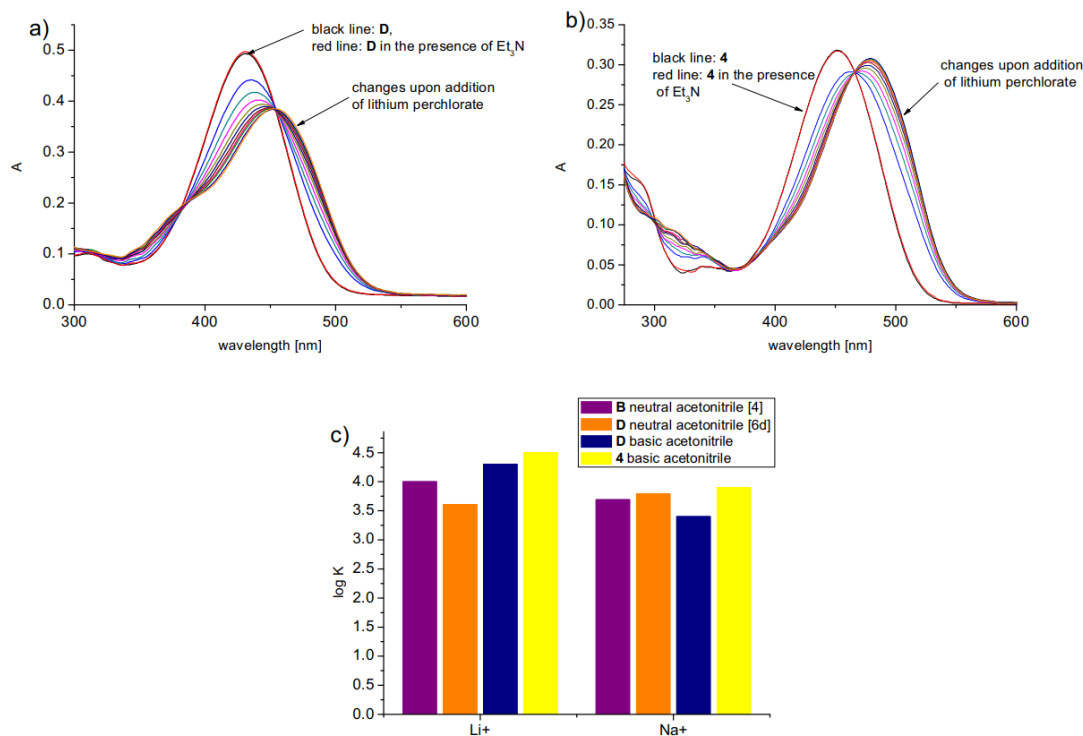 a)
black line: D,
red line: D in the presence of Et3N
changes upon addition
of lithium perchlorate
0.5
0.4
0.3
0.2
0.1
0.0
A
300
400
500
600
wavelength [nm]
b)
black line: 4
red line: 4 in the presence
of Et3N
changes upon addition
of lithium perchlorate
0.35
0.30
0.25
0.20
0.15
0.10
0.05
0.00
A
300
400
500
600
wavelength [nm]
c)
B neutral acetonitrile [4]
D neutral acetonitrile [6d]
D basic acetonitrile
4 basic acetonitrile
4.5
4.0
3.5
3.0
2.5
2.0
1.5
1.0
0.5
0.0
log K
Li+
Na+